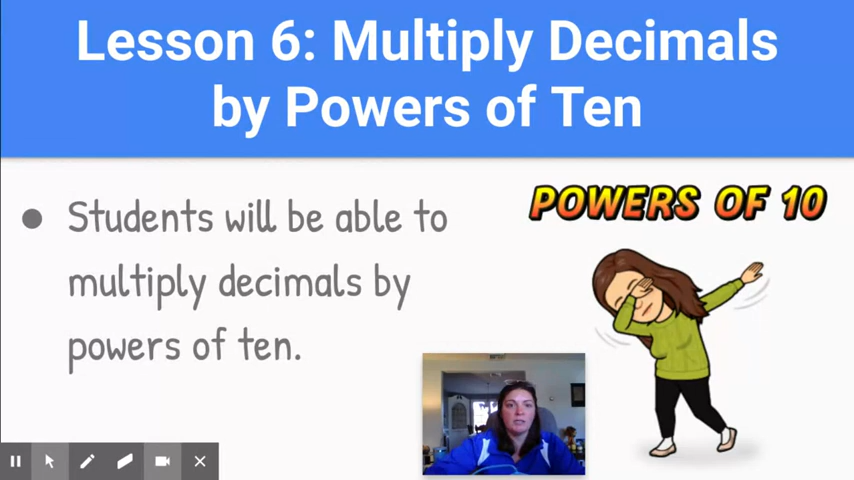 Lesson 6: Multiply Decimals
by Powers of Ten
Students will be able to
multiply decimals by
powers of ten.
POWERS OF 10